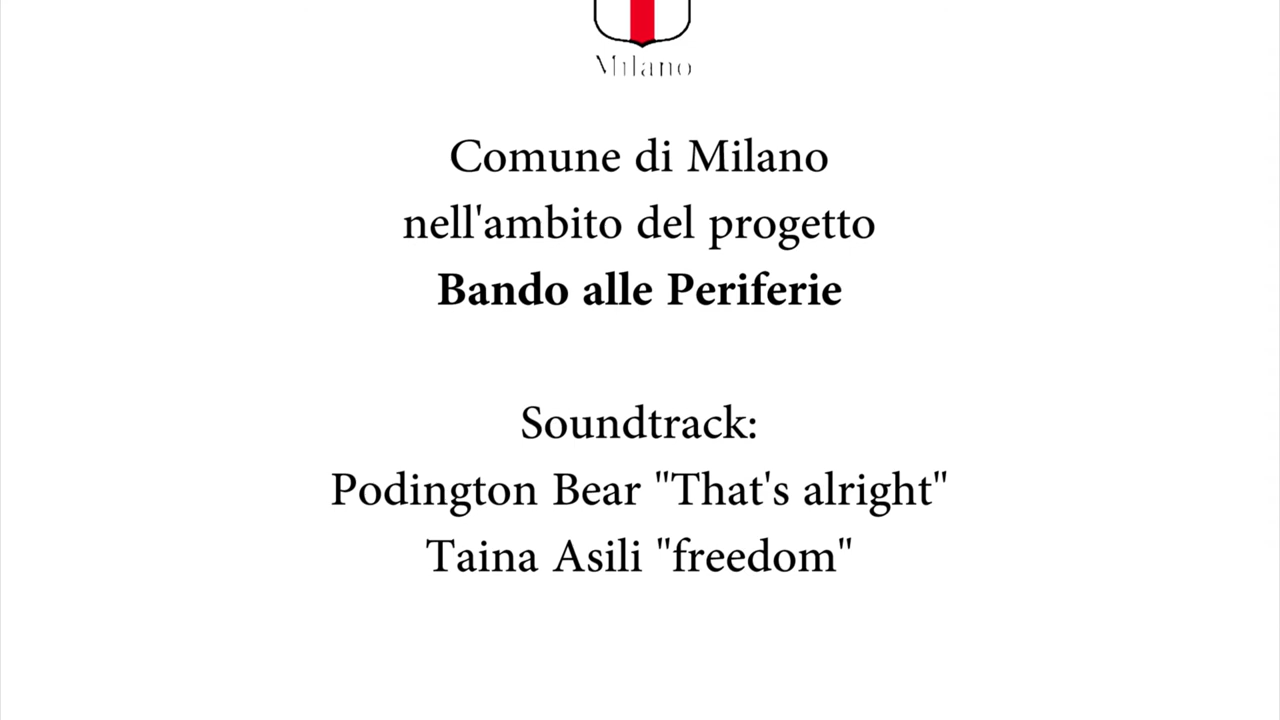 Milano
Comune di Milano
nell'ambito del progetto
Bando alle Periferie
Soundtrack:
Podington Bear "That's alright"
Taina Asili "freedom"